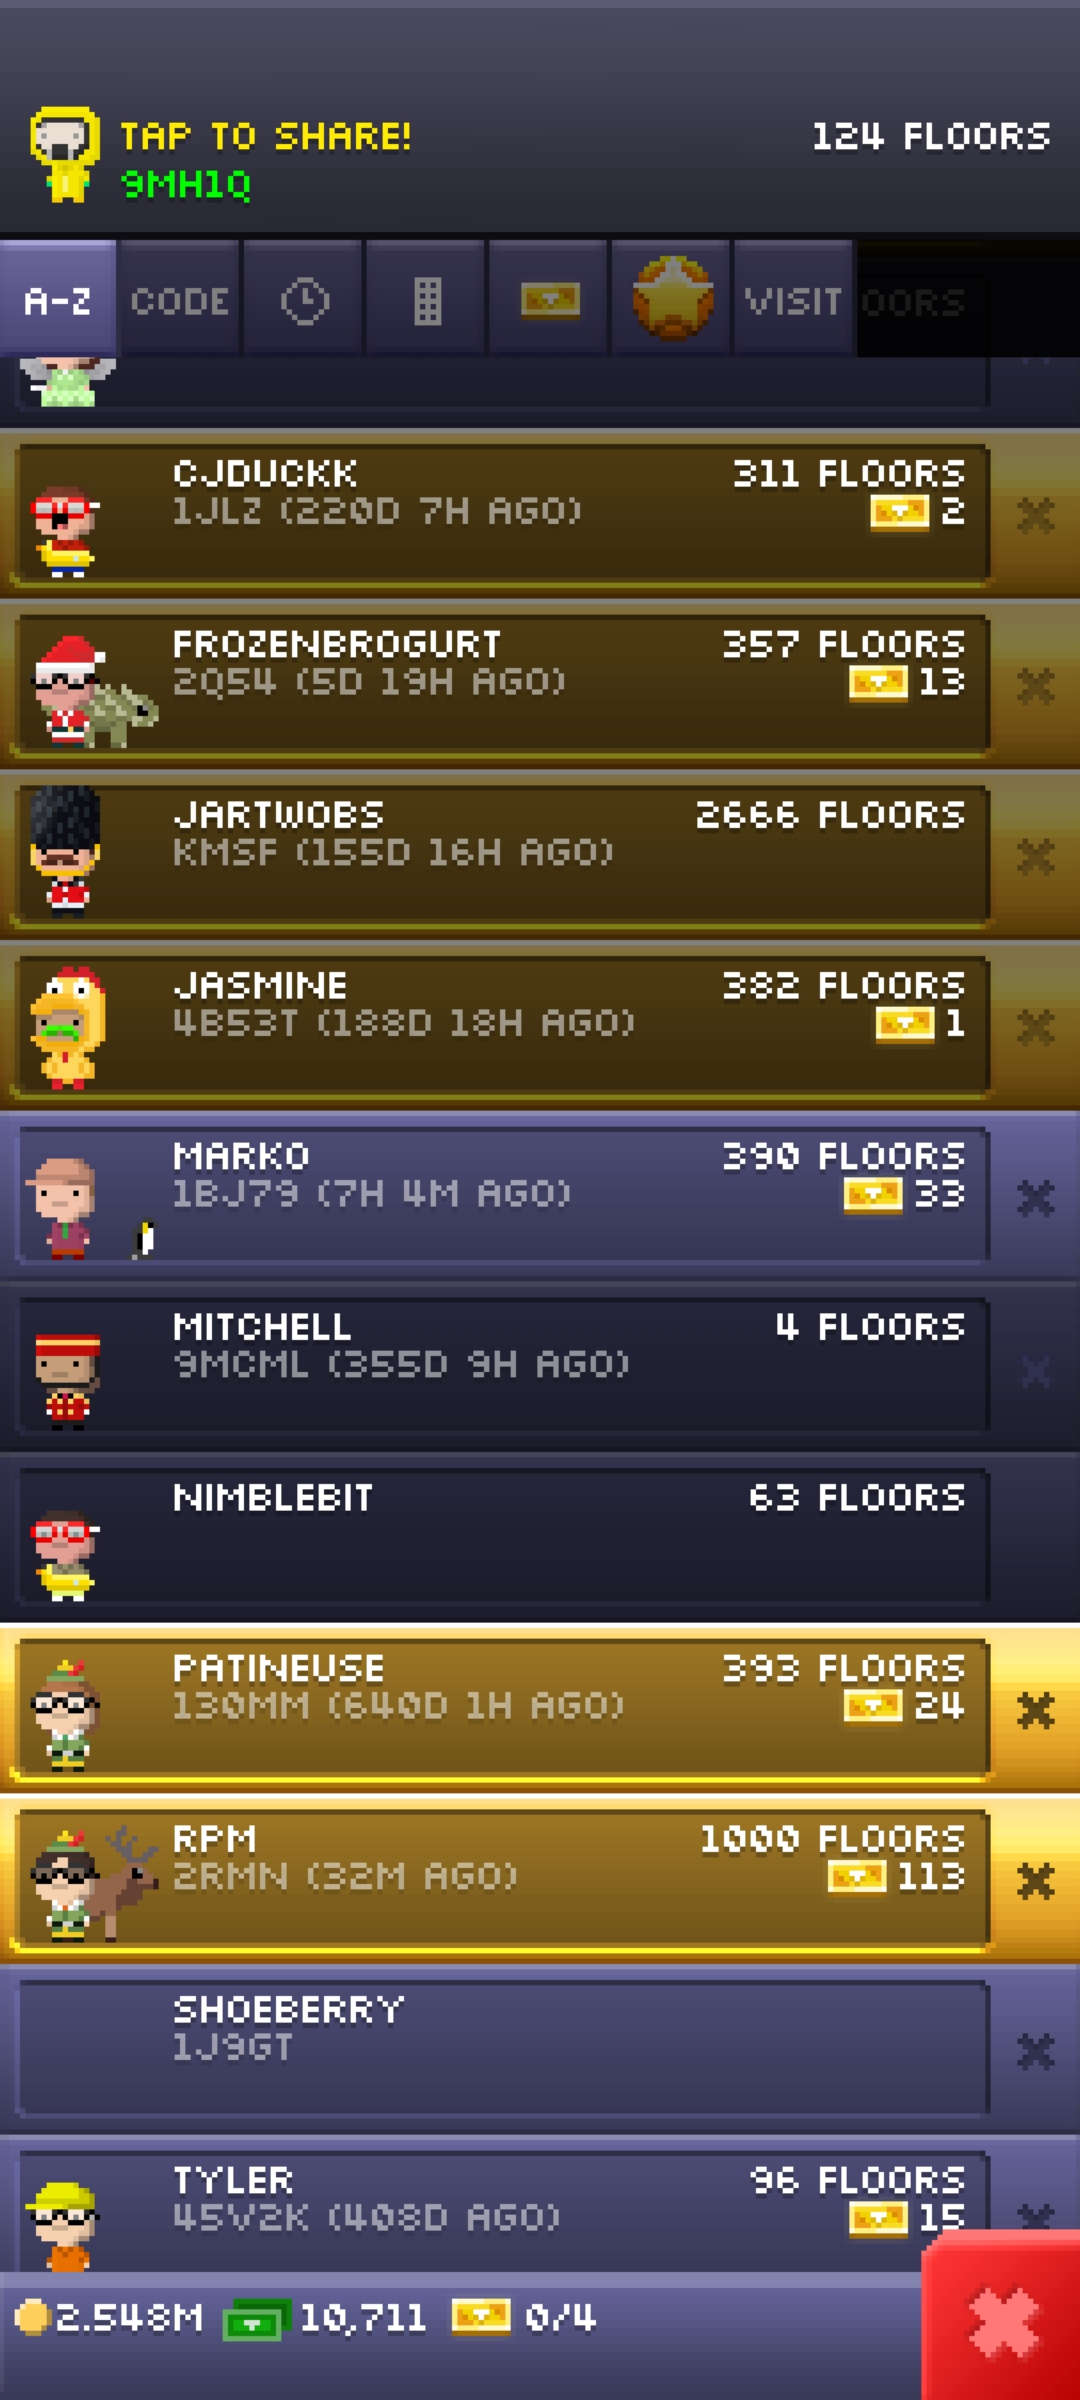 TAP TO SHARE!
124 FLOORS
9MH1Q
A-Z CODE VISIT OORS
CJDUCKK 311 FLOORS
1JLZ (220D 7H AGO) 2
FROZENBROGURT 357 FLOORS
2Q54 (5D 19H AGO) 13
JARTWOBS 2666 FLOORS
KMSF (155D 16H AGO)
JASMINE 382 FLOORS
4B53T (188D 18H AGO) 1
MARKO 390 FLOORS
1BJ79 (7H 4M AGO) 33
MITCHELL 4 FLOORS
9MCML (355D 9H AGO)
NIMBLEBIT 63 FLOORS
PATINEUSE 393 FLOORS
130MM (640D 1H AGO) 24
RPM 1000 FLOORS
2RMN (32M AGO) 113
SHOEBERRY
1J9GT
TYLER 96 FLOORS
45V2K (408D AGO) 15
2.548M 10,711 0/4